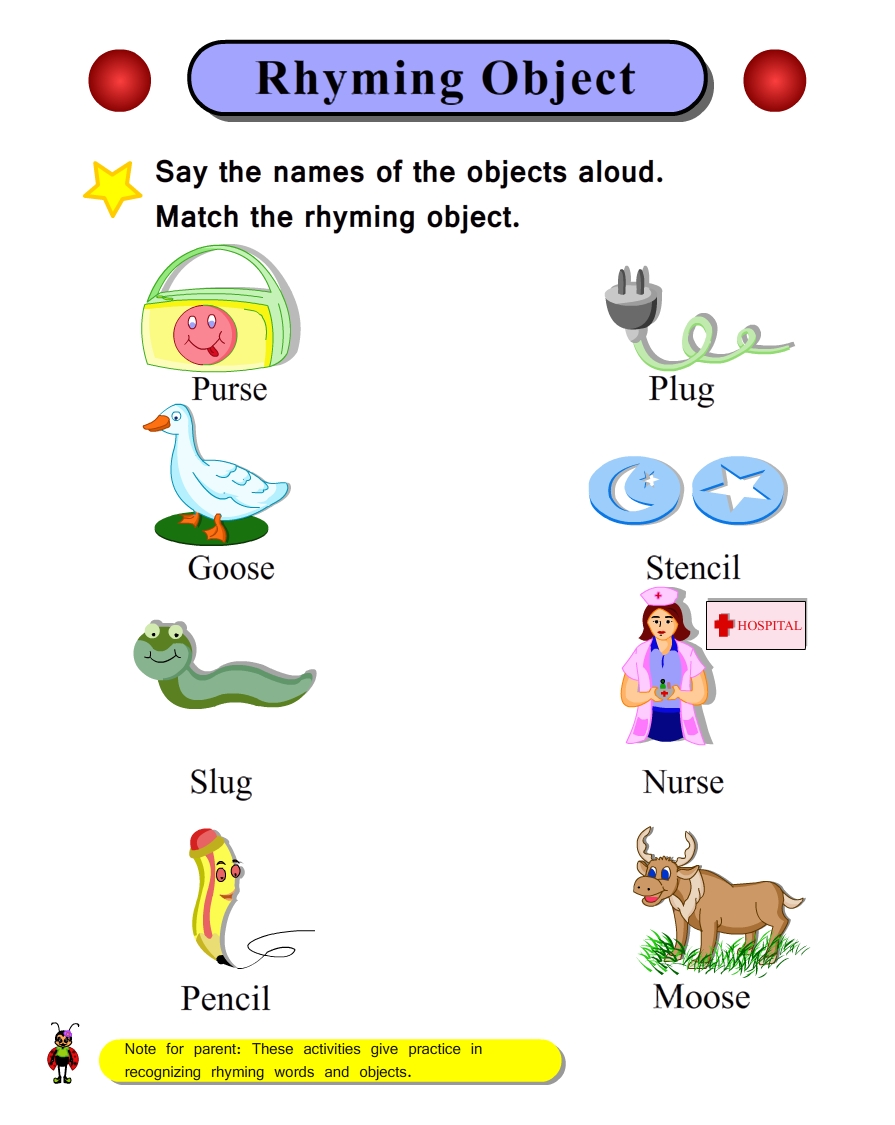 Rhyming Object
Say the names of the objects aloud.
Match the rhyming object.
Purse
Plug
Goose
Stencil
HOSPITAL
Slug
Nurse
Pencil
Moose
Note for parent: These activities give practice in
recognizing rhyming words and objects.